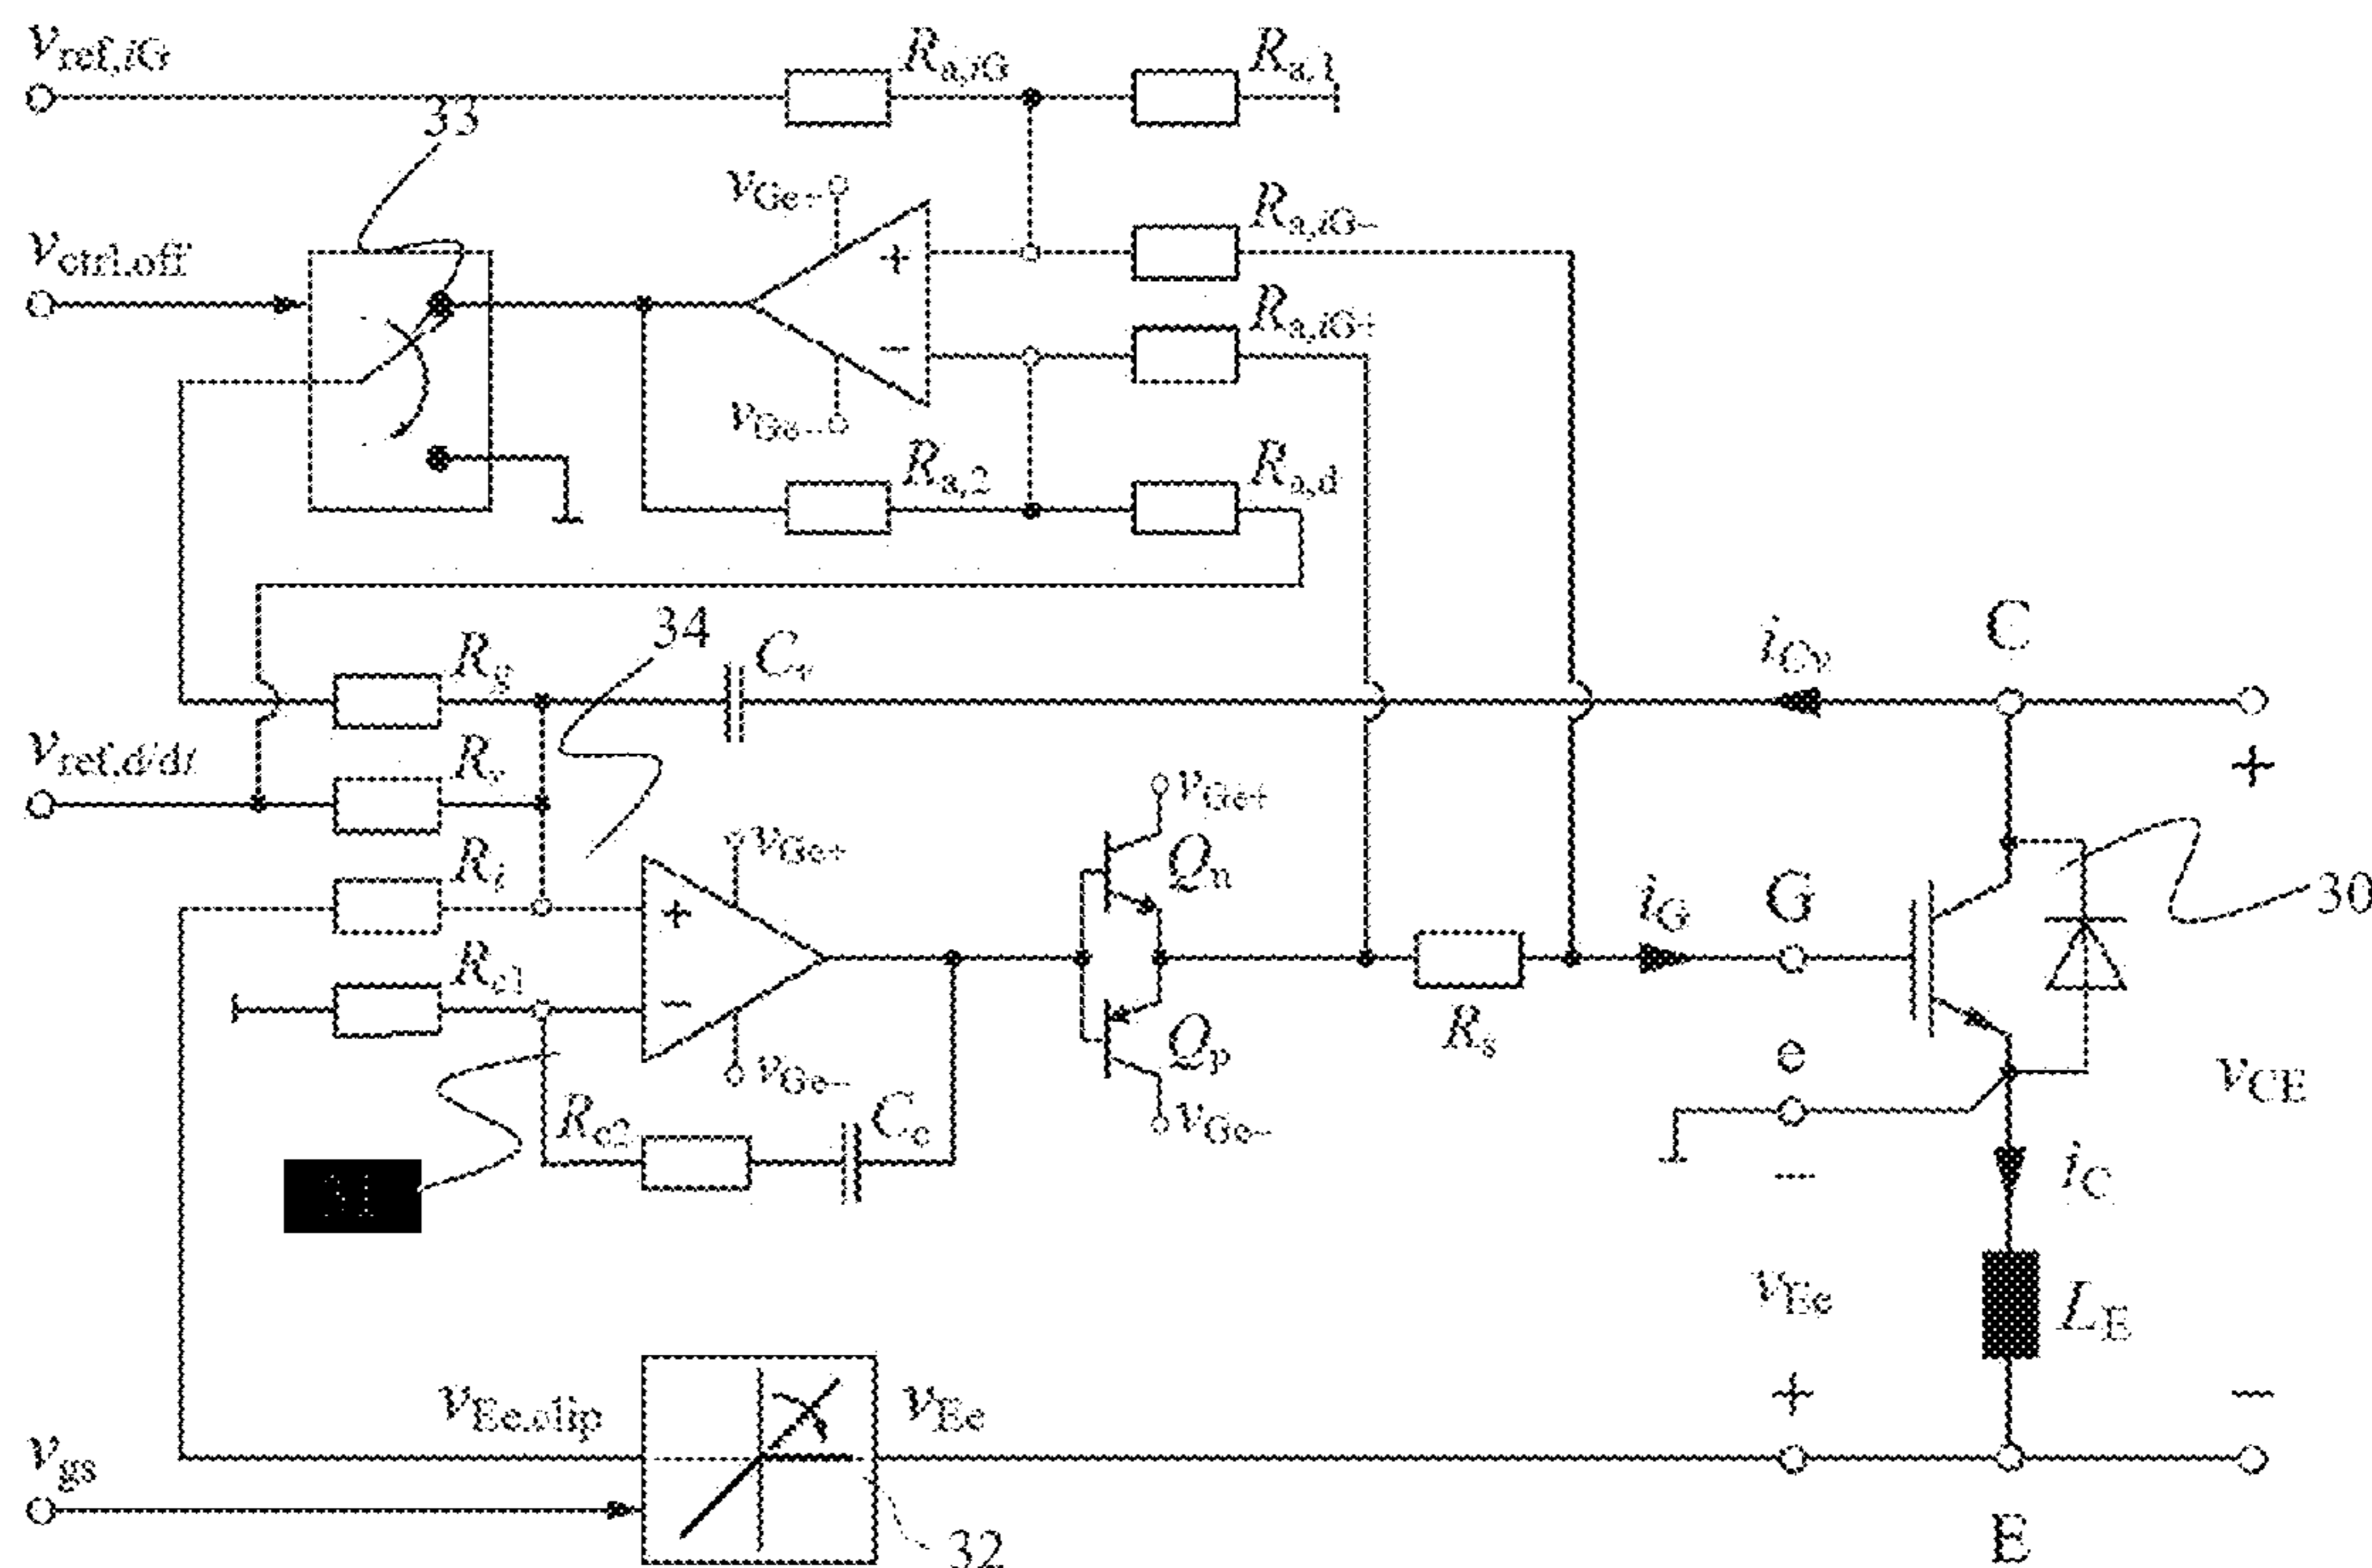 v_ref,iG
R_a,iG
R_a,1
33
v_Ge+
R_a,iG-
v_ctrl,off
+
R_a,iG+
−
v_Ge-
R_a,2
R_a,d
34
R_g
C_v
i_Cv
C
v_ref,d/dt
R_v
+
v_Ge+
R_i
v_Ge+
Q_n
i_G
G
30
+
R_c1
−
Q_p
R_s
e
v_Ge-
v_CE
R_c2
C_c
v_Ge-
−
i_C
v_Ee
L_E
v_Ee,clip
v_Ee
+
−
v_gs
32
E